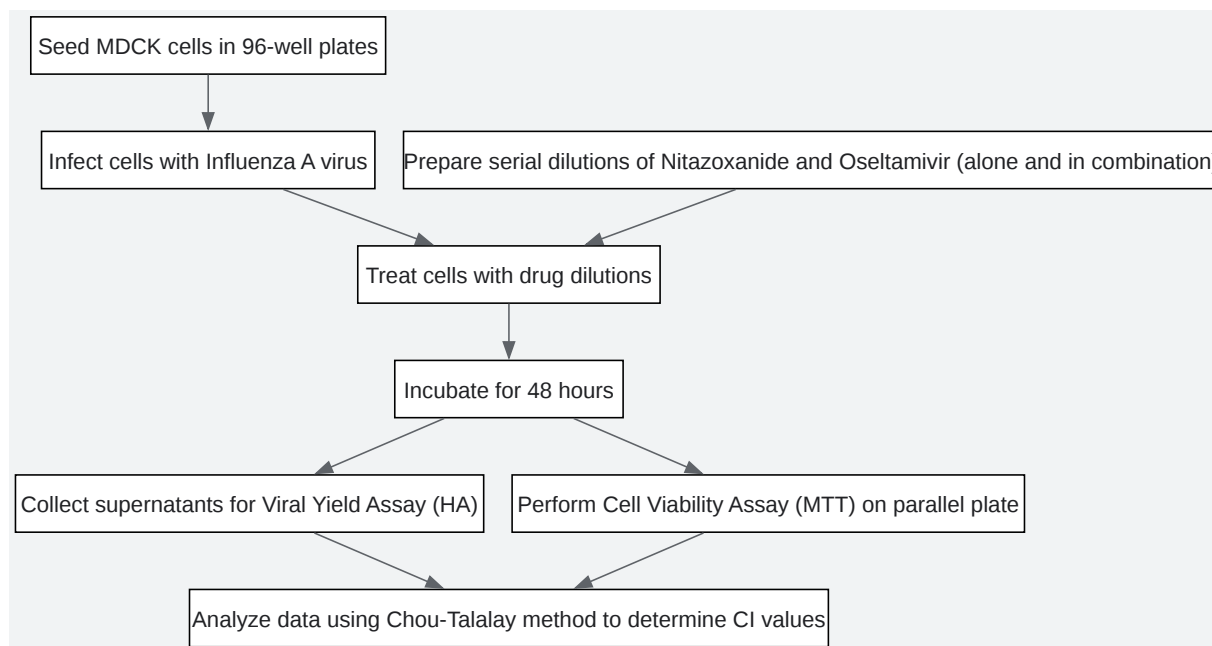 Seed MDCK cells in 96-well plates
Infect cells with Influenza A virus
Prepare serial dilutions of Nitazoxanide and Oseltamivir (alone and in combination)
Treat cells with drug dilutions
Incubate for 48 hours
Collect supernatants for Viral Yield Assay (HA)
Perform Cell Viability Assay (MTT) on parallel plate
Analyze data using Chou-Talalay method to determine CI values